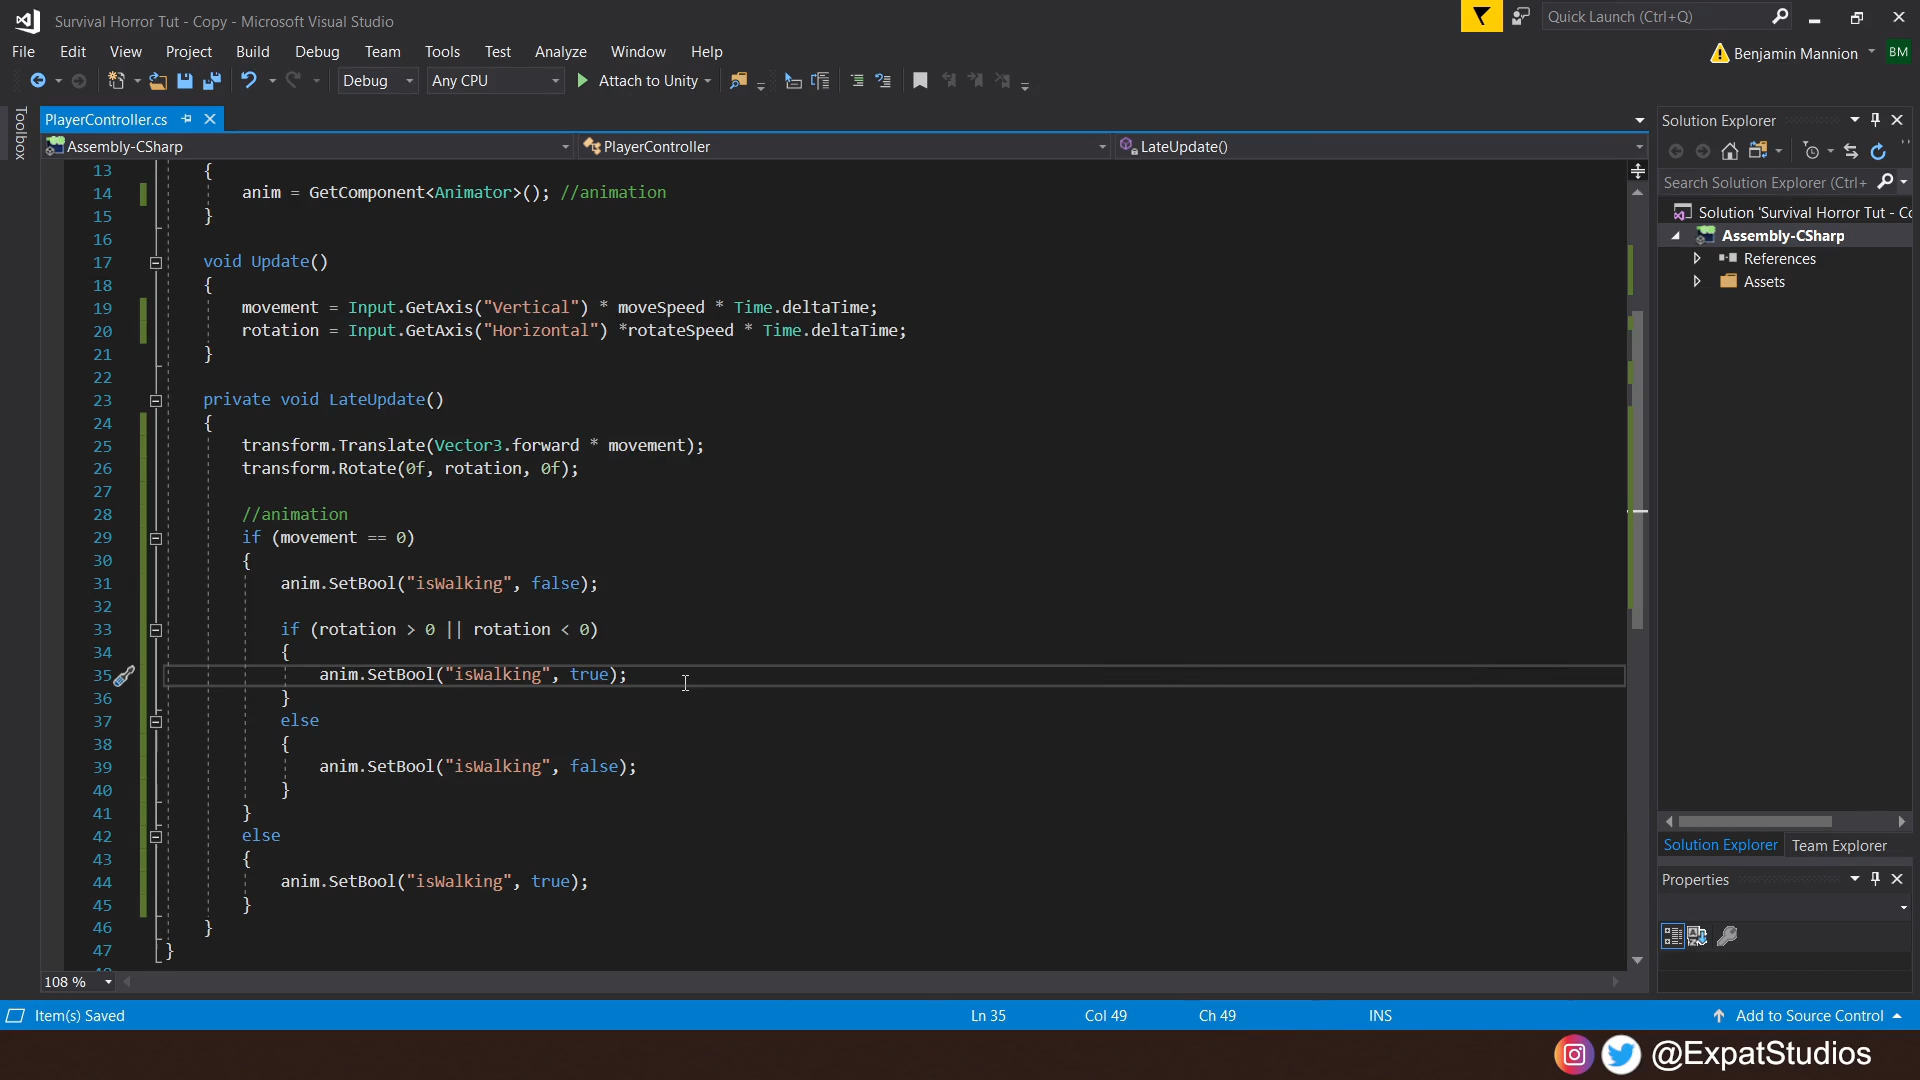 Survival Horror Tut - Copy - Microsoft Visual Studio
Quick Launch (Ctrl+Q)
File Edit View Project Build Debug Team Tools Test Analyze Window Help
Benjamin Mannion BM
Debug Any CPU Attach to Unity
Toolbox
PlayerController.cs
Assembly-CSharp PlayerController LateUpdate()
13 {
14 anim = GetComponent<Animator>(); //animation
15 }
16
17 void Update()
18 {
19 movement = Input.GetAxis("Vertical") * moveSpeed * Time.deltaTime;
20 rotation = Input.GetAxis("Horizontal") *rotateSpeed * Time.deltaTime;
21 }
22
23 private void LateUpdate()
24 {
25 transform.Translate(Vector3.forward * movement);
26 transform.Rotate(0f, rotation, 0f);
27
28 //animation
29 if (movement == 0)
30 {
31 anim.SetBool("isWalking", false);
32
33 if (rotation > 0 || rotation < 0)
34 {
35 anim.SetBool("isWalking", true);
36 }
37 else
38 {
39 anim.SetBool("isWalking", false);
40 }
41 }
42 else
43 {
44 anim.SetBool("isWalking", true);
45 }
46 }
47 }
108 %
Solution Explorer
Search Solution Explorer (Ctrl+
Solution 'Survival Horror Tut - Co
Assembly-CSharp
References
Assets
Solution Explorer Team Explorer
Properties
Item(s) Saved Ln 35 Col 49 Ch 49 INS Add to Source Control
@ExpatStudios